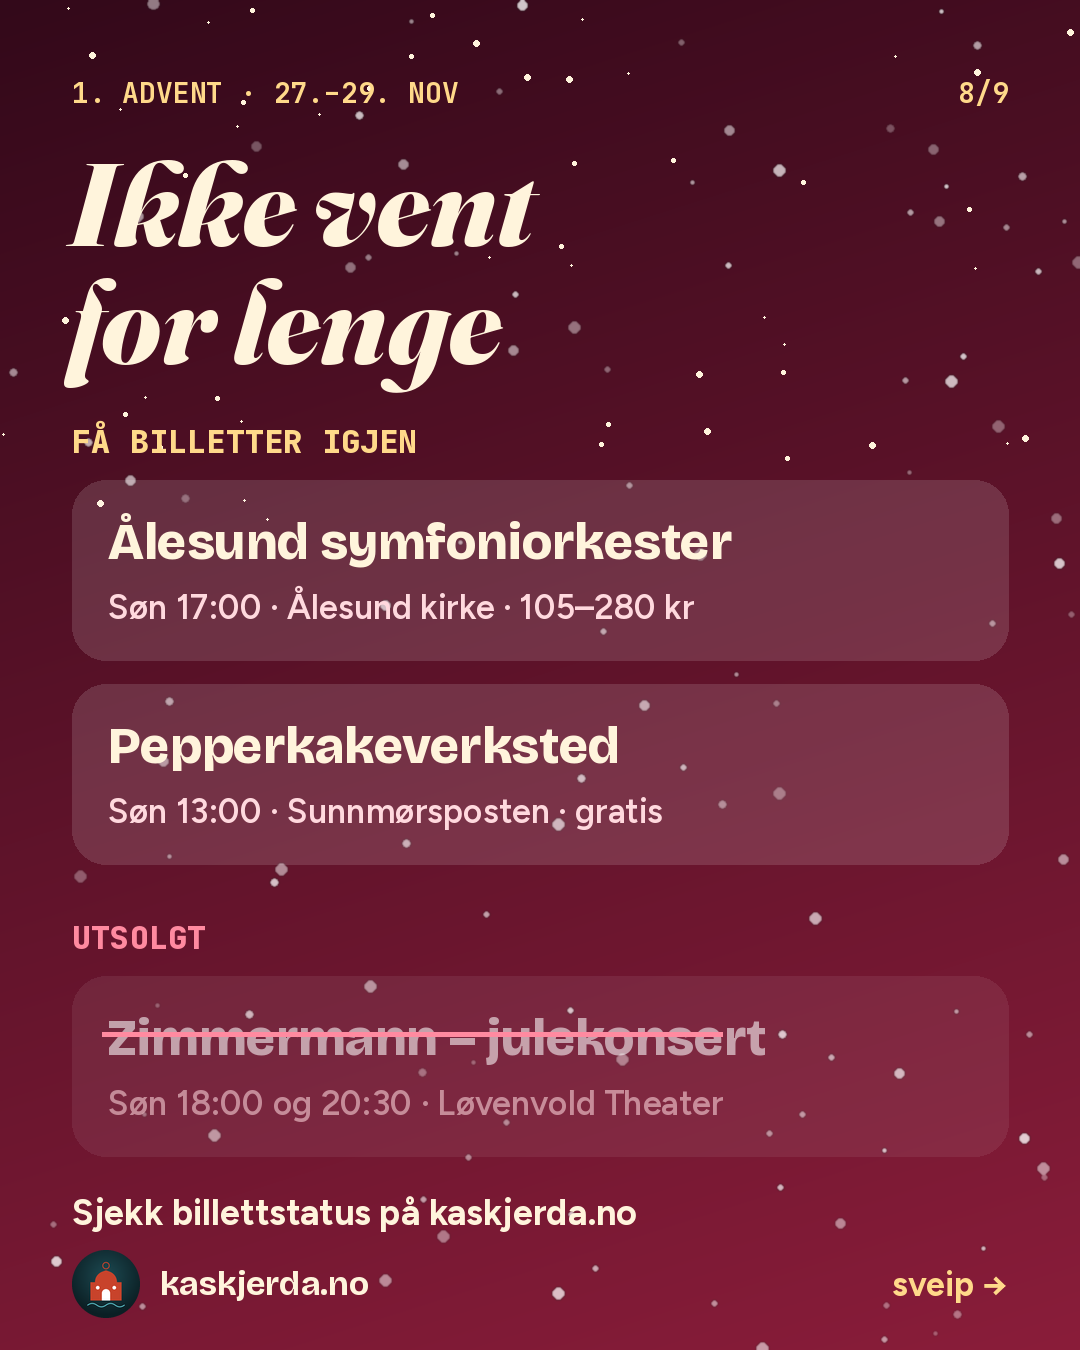 1. ADVENT · 27.–29. NOV
8/9
Ikke vent
for lenge
FÅ BILLETTER IGJEN
Ålesund symfoniorkester
Søn 17:00 · Ålesund kirke · 105–280 kr
Pepperkakeverksted
Søn 13:00 · Sunnmørsposten · gratis
UTSOLGT
Zimmermann – julekonsert
Søn 18:00 og 20:30 · Løvenvold Theater
Sjekk billettstatus på kaskjerda.no
kaskjerda.no
sveip →